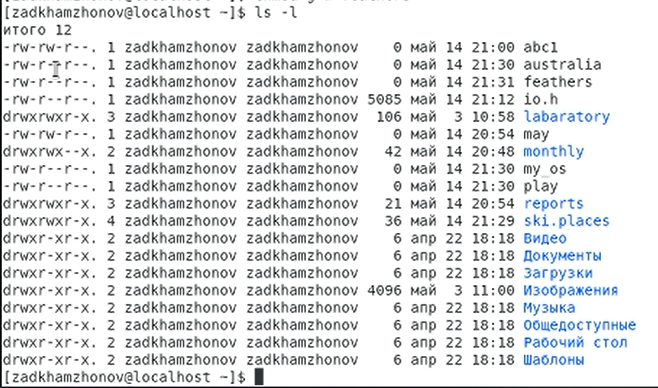 [zadkhamzhonov@localhost ~]$ ls -l
итого 12
-rw-rw-r--. 1 zadkhamzhonov zadkhamzhonov    0 май 14 21:00 abc1
-rw-r--r--. 1 zadkhamzhonov zadkhamzhonov    0 май 14 21:30 australia
-rw-r--r--. 1 zadkhamzhonov zadkhamzhonov    0 май 14 21:31 feathers
-rw-r--r--. 1 zadkhamzhonov zadkhamzhonov 5085 май 14 21:12 io.h
drwxrwxr-x. 3 zadkhamzhonov zadkhamzhonov  106 май  3 10:58 labaratory
-rw-rw-r--. 1 zadkhamzhonov zadkhamzhonov    0 май 14 20:54 may
drwxrwx--x. 2 zadkhamzhonov zadkhamzhonov   42 май 14 20:48 monthly
-rw-r--r--. 1 zadkhamzhonov zadkhamzhonov    0 май 14 21:30 my_os
-rw-r--r--. 1 zadkhamzhonov zadkhamzhonov    0 май 14 21:30 play
drwxrwxr-x. 3 zadkhamzhonov zadkhamzhonov   21 май 14 20:54 reports
drwxrwxr-x. 4 zadkhamzhonov zadkhamzhonov   36 май 14 21:29 ski.places
drwxr-xr-x. 2 zadkhamzhonov zadkhamzhonov    6 апр 22 18:18 Видео
drwxr-xr-x. 2 zadkhamzhonov zadkhamzhonov    6 апр 22 18:18 Документы
drwxr-xr-x. 2 zadkhamzhonov zadkhamzhonov    6 апр 22 18:18 Загрузки
drwxr-xr-x. 2 zadkhamzhonov zadkhamzhonov 4096 май  3 11:00 Изображения
drwxr-xr-x. 2 zadkhamzhonov zadkhamzhonov    6 апр 22 18:18 Музыка
drwxr-xr-x. 2 zadkhamzhonov zadkhamzhonov    6 апр 22 18:18 Общедоступные
drwxr-xr-x. 2 zadkhamzhonov zadkhamzhonov    6 апр 22 18:18 Рабочий стол
drwxr-xr-x. 2 zadkhamzhonov zadkhamzhonov    6 апр 22 18:18 Шаблоны
[zadkhamzhonov@localhost ~]$